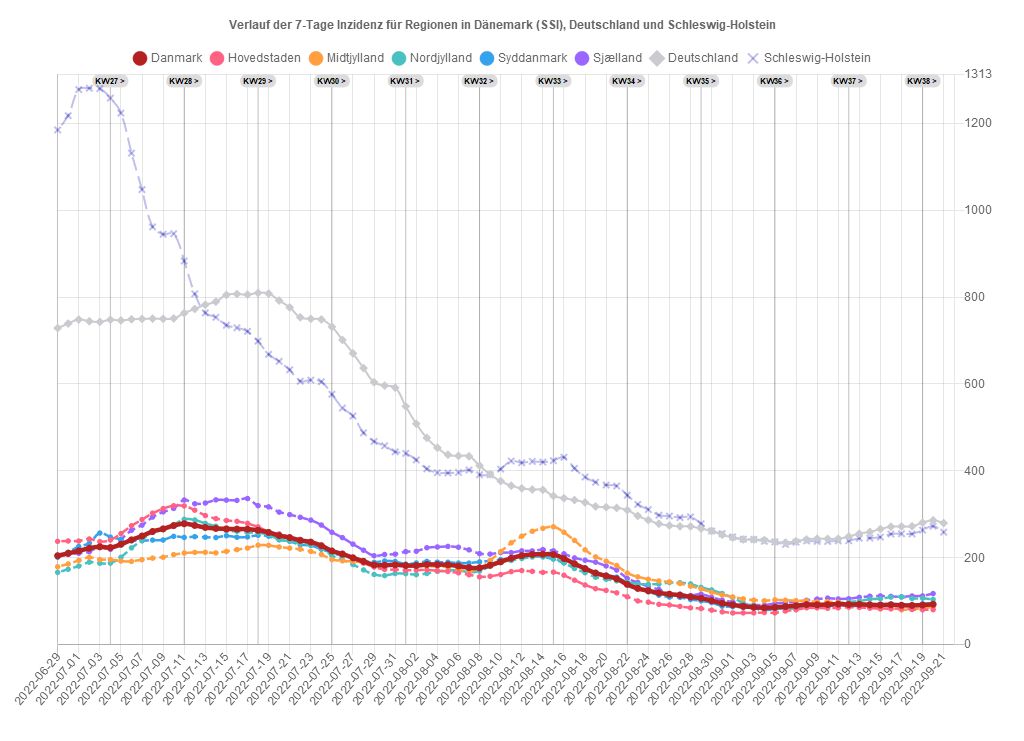 Verlauf der 7-Tage Inzidenz für Regionen in Dänemark (SSI), Deutschland und Schleswig-Holstein
Danmark Hovedstaden Midtjylland Nordjylland Syddanmark Sjælland Deutschland Schleswig-Holstein
KW27 > KW28 > KW29 > KW30 > KW31 > KW32 > KW33 > KW34 > KW35 > KW36 > KW37 > KW38 >
1313
1200
1000
800
600
400
200
0
2022-06-29 2022-07-01 2022-07-03 2022-07-05 2022-07-07 2022-07-09 2022-07-11 2022-07-13 2022-07-15 2022-07-17 2022-07-19 2022-07-21 2022-07-23 2022-07-25 2022-07-27 2022-07-29 2022-07-31 2022-08-02 2022-08-04 2022-08-06 2022-08-08 2022-08-10 2022-08-12 2022-08-14 2022-08-16 2022-08-18 2022-08-20 2022-08-22 2022-08-24 2022-08-26 2022-08-28 2022-08-30 2022-09-01 2022-09-03 2022-09-05 2022-09-07 2022-09-09 2022-09-11 2022-09-13 2022-09-15 2022-09-17 2022-09-19 2022-09-21